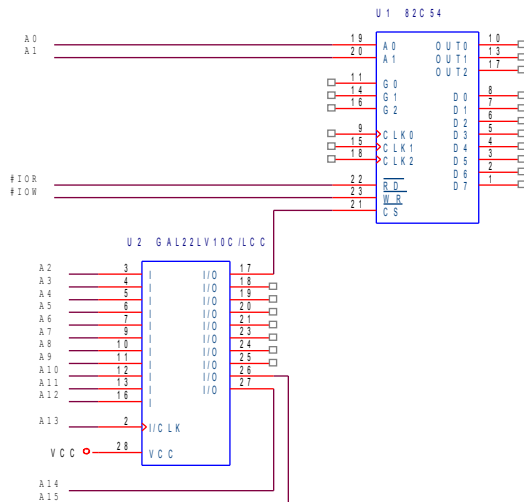 U1 82C54
A0 19 A0 OUT0 10
A1 20 A1 OUT1 13
OUT2 17
11 G0
14 G1 D0 8
16 G2 D1 7
D2 6
9 CLK0 D3 5
15 CLK1 D4 4
18 CLK2 D5 3
D6 2
#IOR 22 RD D7 1
#IOW 23 WR
21 CS
U2 GAL22LV10C/LCC
A2 3 I I/O 17
A3 4 I I/O 18
A4 5 I I/O 19
A5 6 I I/O 20
A6 7 I I/O 21
A7 9 I I/O 23
A8 10 I I/O 24
A9 11 I I/O 25
A10 12 I I/O 26
A11 13 I I/O 27
A12 16 I
A13 2 I/CLK
VCC 28 VCC
A14
A15